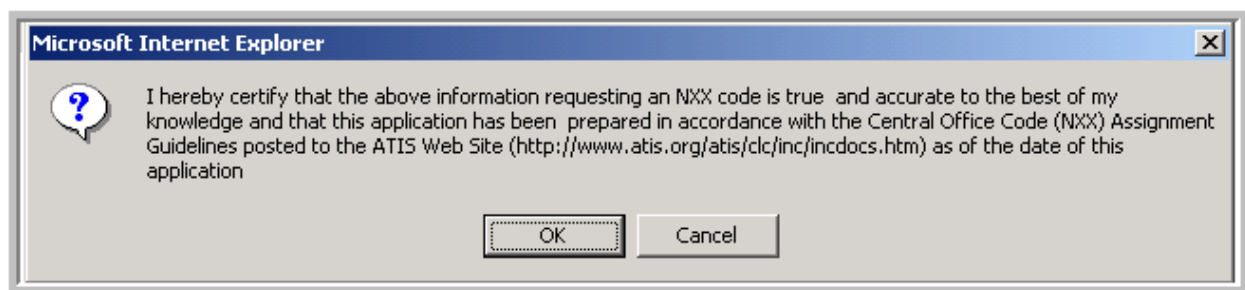 Microsoft Internet Explorer
I hereby certify that the above information requesting an NXX code is true  and accurate to the best of my
knowledge and that this application has been  prepared in accordance with the Central Office Code (NXX) Assignment
Guidelines posted to the ATIS Web Site (http://www.atis.org/atis/clc/inc/incdocs.htm) as of the date of this
application
OK Cancel